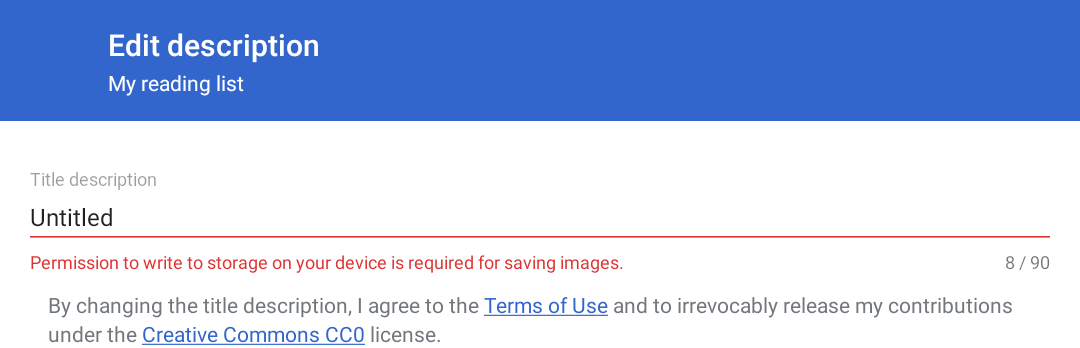 Edit description
My reading list
Title description
Untitled
Permission to write to storage on your device is required for saving images.
8 / 90
By changing the title description, I agree to the Terms of Use and to irrevocably release my contributions
under the Creative Commons CC0 license.